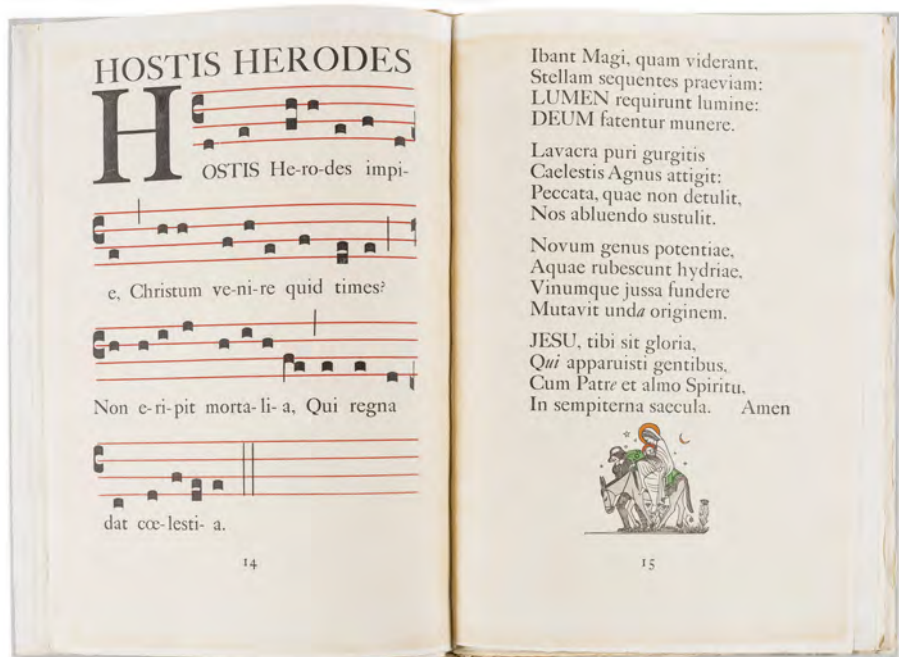 HOSTIS HERODES
HOSTIS He-ro-des impi-
e, Christum ve-ni-re quid times?
Non e-ri-pit morta-li-a, Qui regna
dat cœ-lesti-a.
14
Ibant Magi, quam viderant,
Stellam sequentes praeviam:
LUMEN requirunt lumine:
DEUM fatentur munere.
Lavacra puri gurgitis
Caelestis Agnus attigit:
Peccata, quae non detulit,
Nos abluendo sustulit.
Novum genus potentiae,
Aquae rubescunt hydriae,
Vinumque jussa fundere
Mutavit unda originem.
JESU, tibi sit gloria,
Qui apparuisti gentibus,
Cum Patre et almo Spiritu,
In sempiterna saecula. Amen
15